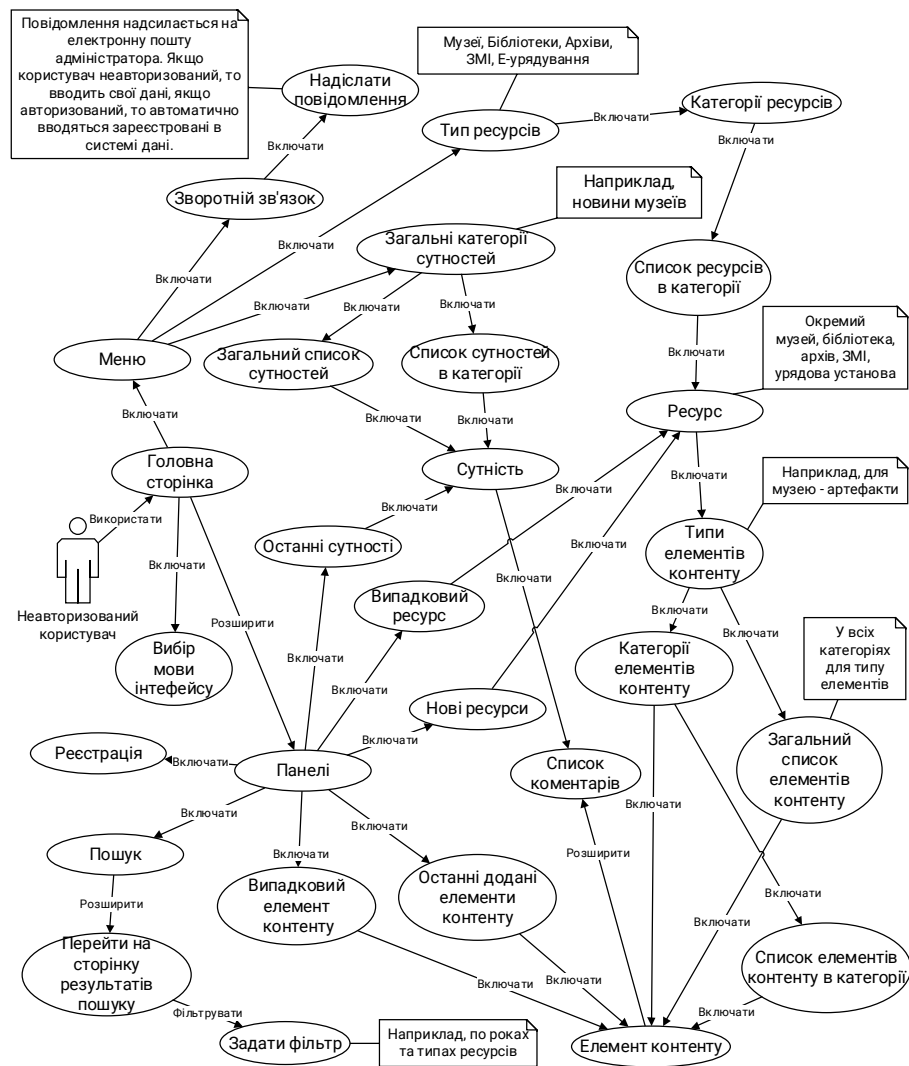 Повідомлення надсилається на
електронну пошту
адміністратора. Якщо
користувач неавторизований, то
вводить свої дані, якщо
авторизований, то автоматично
вводяться зареєстровані в
системі дані.
Надіслати
повідомлення
Музеї, Бібліотеки, Архіви,
ЗМІ, Е-урядування
Категорії ресурсів
Тип ресурсів
Включати
Включати
Включати
Зворотній зв'язок
Включати
Наприклад,
новини музеїв
Загальні категорії
сутностей
Включати
Включати
Список ресурсів
в категорії
Включати
Включати
Включати
Окремий
музей, бібліотека,
архів, ЗМІ,
урядова установа
Меню
Загальний список
сутностей
Список сутностей
в категорії
Включати
Ресурс
Включати
Включати
Включати
Головна
сторінка
Сутність
Включати
Наприклад, для
музею - артефакти
Включати
Включати
Використати
Типи
елементів
контенту
Останні сутності
Включати
Включати
Включати
Неавторизований
користувач
Випадковий
ресурс
Включати
Розширити
Включати
У всіх
категоріях
для типу
елементів
Вибір
мови
інтефейсу
Категорії
елементів
контенту
Включати
Включати
Нові ресурси
Включати
Реєстрація
Включати
Панелі
Список
коментарів
Загальний
список
елементів
контенту
Включати
Включати
Включати
Пошук
Включати
Розширити
Випадковий
елемент
контенту
Останні додані
елементи
контенту
Включати
Розширити
Включати
Перейти на
сторінку
результатів
пошуку
Список елементів
контенту в категорії
Включати
Включати
Фільтрувати
Включати
Задати фільтр
Наприклад, по роках
та типах ресурсів
Елемент контенту